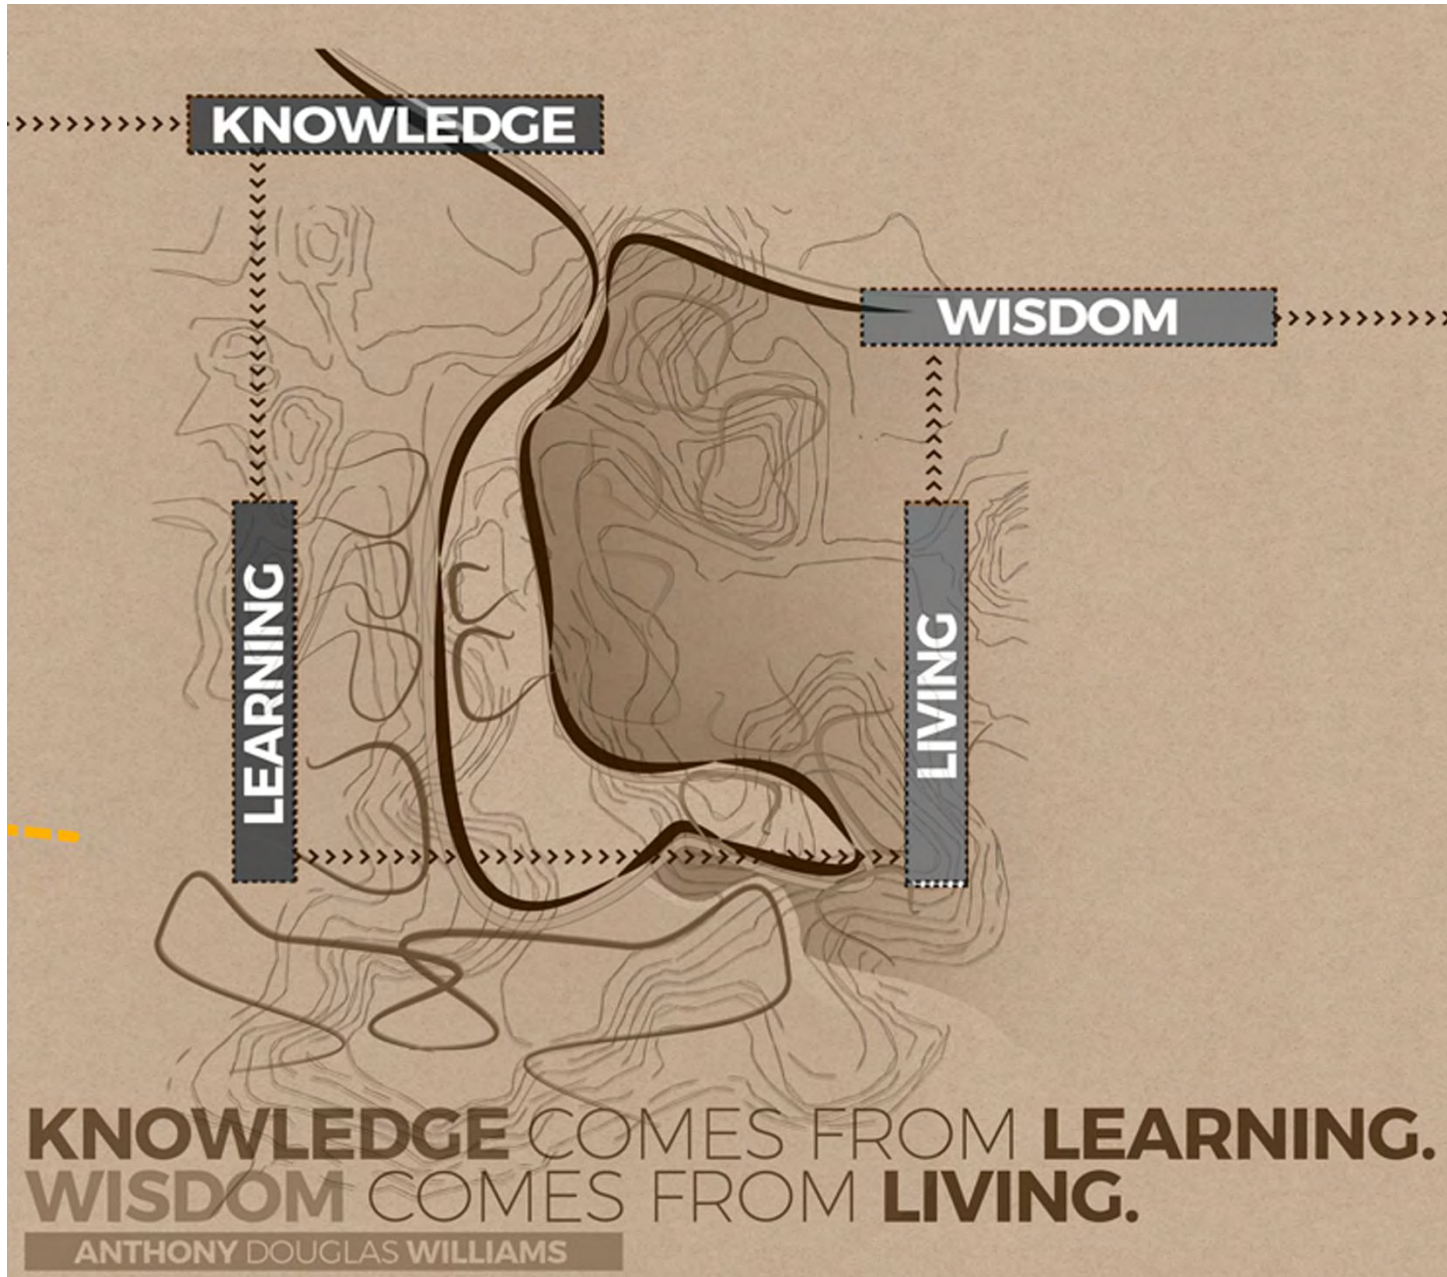 KNOWLEDGE
WISDOM
LEARNING
LIVING
KNOWLEDGE COMES FROM LEARNING.
WISDOM COMES FROM LIVING.
ANTHONY DOUGLAS WILLIAMS